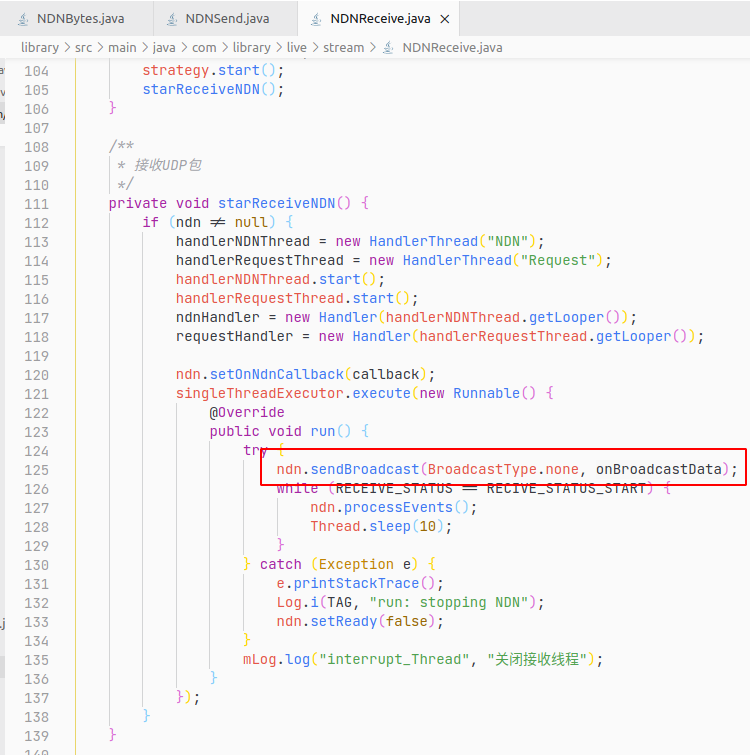 NDNBytes.java NDNSend.java NDNReceive.java ×
library > src > main > java > com > library > live > stream > NDNReceive.java
104 strategy.start();
105 starReceiveNDN();
106 }
107
108 /**
109 * 接收UDP包
110 */
111 private void starReceiveNDN() {
112 if (ndn != null) {
113 handlerNDNThread = new HandlerThread("NDN");
114 handlerRequestThread = new HandlerThread("Request");
115 handlerNDNThread.start();
116 handlerRequestThread.start();
117 ndnHandler = new Handler(handlerNDNThread.getLooper());
118 requestHandler = new Handler(handlerRequestThread.getLooper());
119
120 ndn.setOnNdnCallback(callback);
121 singleThreadExecutor.execute(new Runnable() {
122 @Override
123 public void run() {
124 try {
125 ndn.sendBroadcast(BroadcastType.none, onBroadcastData);
126 while (RECEIVE_STATUS == RECIVE_STATUS_START) {
127 ndn.processEvents();
128 Thread.sleep(10);
129 }
130 } catch (Exception e) {
131 e.printStackTrace();
132 Log.i(TAG, "run: stopping NDN");
133 ndn.setReady(false);
134 }
135 mLog.log("interrupt_Thread", "关闭接收线程");
136 }
137 });
138 }
139 }